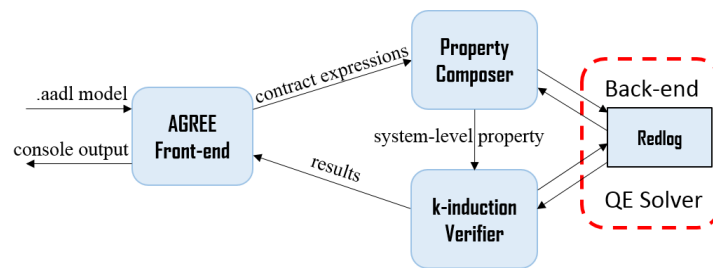 .aadl model
console output
AGREE
Front-end
contract expressions
results
Property
Composer
system-level property
k-induction
Verifier
Back-end
Redlog
QE Solver